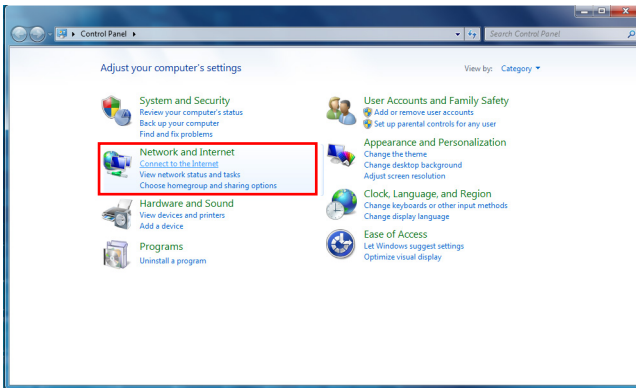 Control Panel
Search Control Panel
Adjust your computer's settings
View by: Category
System and Security
Review your computer's status
Back up your computer
Find and fix problems
Network and Internet
Connect to the Internet
View network status and tasks
Choose homegroup and sharing options
Hardware and Sound
View devices and printers
Add a device
Programs
Uninstall a program
User Accounts and Family Safety
Add or remove user accounts
Set up parental controls for any user
Appearance and Personalization
Change the theme
Change desktop background
Adjust screen resolution
Clock, Language, and Region
Change keyboards or other input methods
Change display language
Ease of Access
Let Windows suggest settings
Optimize visual display